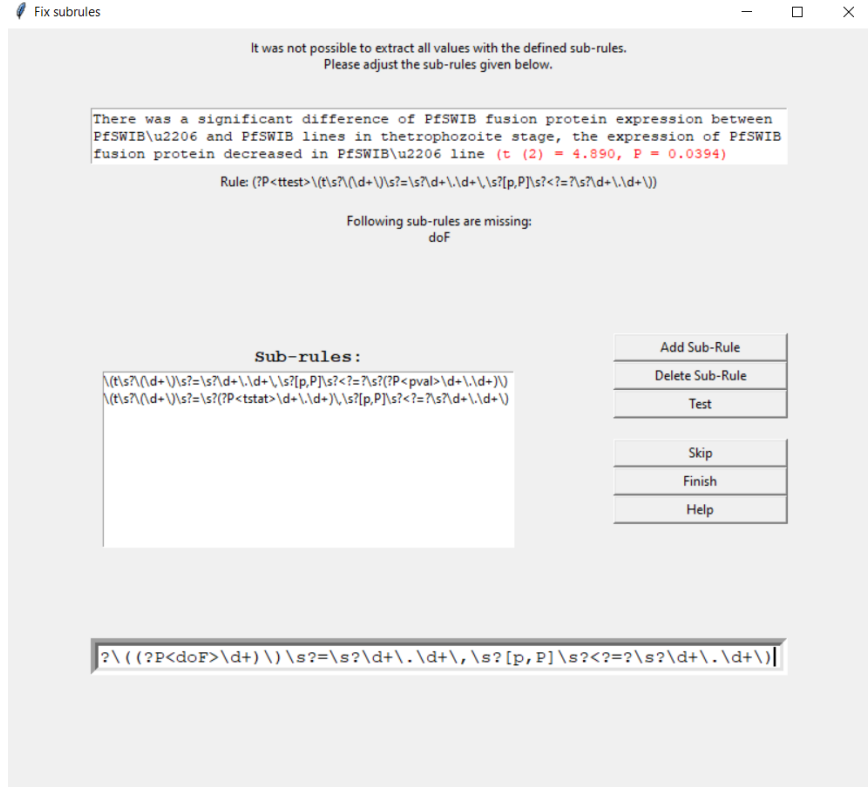 Fix subrules
It was not possible to extract all values with the defined sub-rules.
Please adjust the sub-rules given below.
There was a significant difference of PfSWIB fusion protein expression between
PfSWIB\u2206 and PfSWIB lines in thetrophozoite stage, the expression of PfSWIB
fusion protein decreased in PfSWIB\u2206 line (t (2) = 4.890, P = 0.0394)
Rule: (?P<ttest>\(t\s?\(\d+\)\s?=\s?\d+\.\d+\,\s?[p,P]\s?<?=?\s?\d+\.\d+\))
Following sub-rules are missing:
doF
Sub-rules:
\(t\s?\(\d+\)\s?=\s?\d+\.\d+\,\s?[p,P]\s?<?=?\s?(?P<pval>\d+\.\d+)\)
\(t\s?\(\d+\)\s?=\s?(?P<tstat>\d+\.\d+)\,\s?[p,P]\s?<?=?\s?\d+\.\d+\)
Add Sub-Rule
Delete Sub-Rule
Test
Skip
Finish
Help
?\((?P<doF>\d+)\)\s?=\s?\d+\.\d+\,\s?[p,P]\s?<?=?\s?\d+\.\d+\)